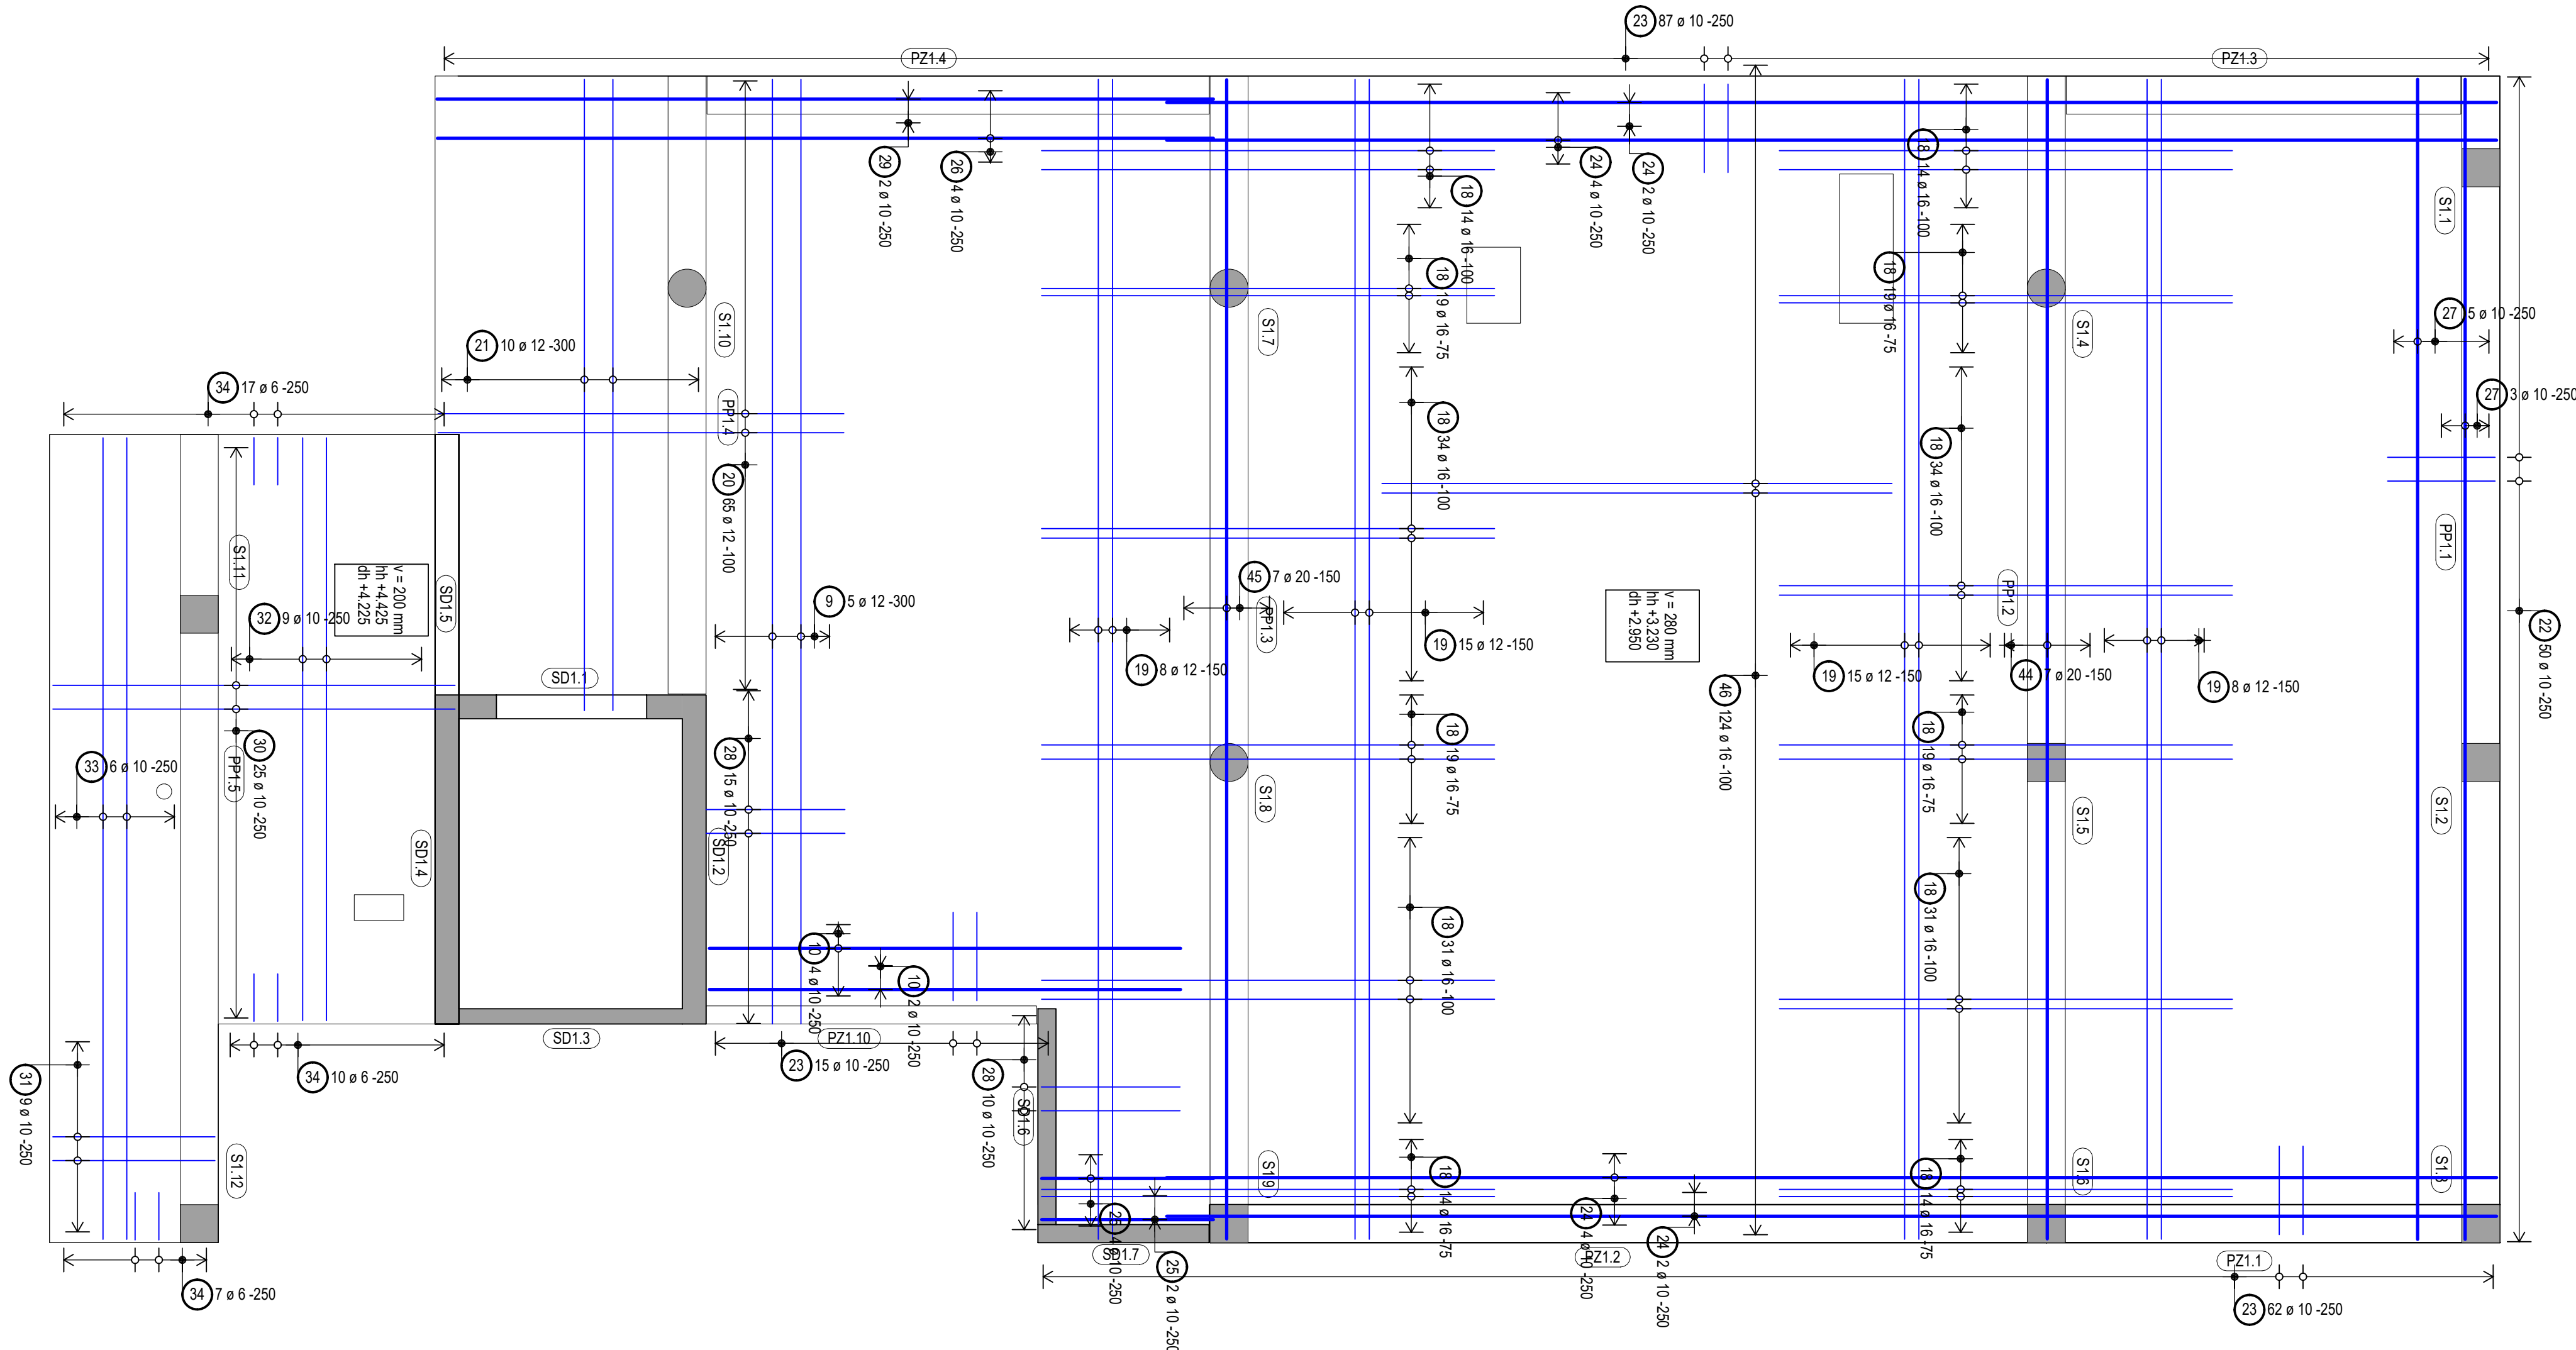 23 87 ø 10 -250
PZ1.4
PZ1.3
29 2 ø 10 -250
26 4 ø 10 -250
18 14 ø 16 -100
24 4 ø 10 -250
24 2 ø 10 -250
18 14 ø 16 -100
S1.1
18 19 ø 16 -75
18 19 ø 16 -75
S1.10
S1.7
S1.4
27 5 ø 10 -250
21 10 ø 12 -300
34 17 ø 6 -250
PP1.4
18 34 ø 16 -100
18 34 ø 16 -100
27 3 ø 10 -250
20 65 ø 12 -100
S1.11
v = 200 mm
hh +4.425
dh +4.225
SD1.5
PP1.1
45 7 ø 20 -150
9 5 ø 12 -300
32 9 ø 10 -250
PP1.3
v = 280 mm
hh +3.230
dh +2.950
PP1.2
22 50 ø 10 -250
19 8 ø 12 -150
19 15 ø 12 -150
19 15 ø 12 -150
44 7 ø 20 -150
19 8 ø 12 -150
SD1.1
46 124 ø 16 -100
30 25 ø 10 -250
28 15 ø 10 -250
18 19 ø 16 -75
18 19 ø 16 -75
33 6 ø 10 -250
PP1.5
S1.8
S1.5
S1.2
SD1.4
SD1.2
18 31 ø 16 -100
18 31 ø 16 -100
10 4 ø 10 -250
10 2 ø 10 -250
SD1.3
PZ1.10
23 15 ø 10 -250
34 10 ø 6 -250
31 9 ø 10 -250
28 10 ø 10 -250
SD1.6
S1.12
S1.9
S1.6
S1.3
18 14 ø 16 -75
18 14 ø 16 -75
25 4 ø 10 -250
SD1.7
25 2 ø 10 -250
24 4 ø 10 -250
PZ1.2
24 2 ø 10 -250
PZ1.1
34 7 ø 6 -250
23 62 ø 10 -250